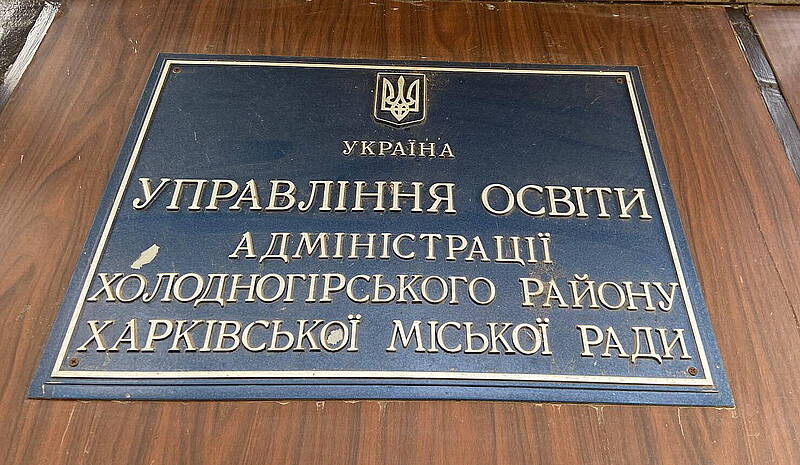 УКРАЇНА
УПРАВЛІННЯ ОСВІТИ
АДМІНІСТРАЦІЇ
ХОЛОДНОГІРСЬКОГО РАЙОНУ
ХАРКІВСЬКОЇ МІСЬКОЇ РАДИ